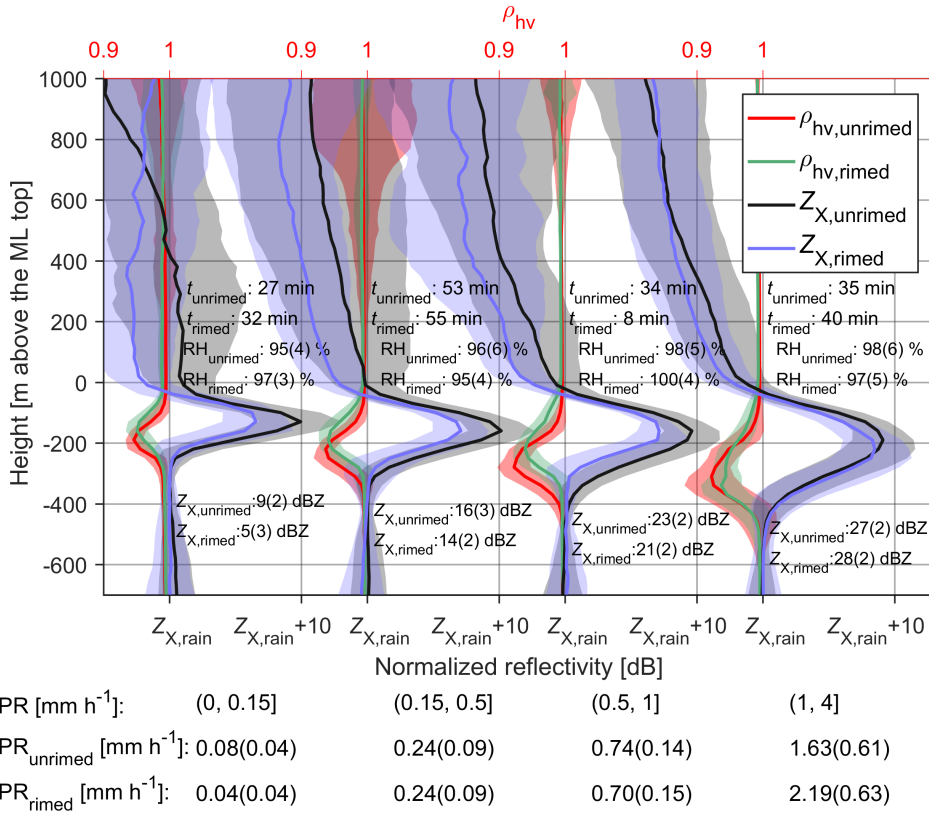 ρhv
0.9 1 0.9 1 0.9 1 0.9 1
1000
800
600
400
200
0
-200
-400
-600
Height [m above the ML top]
ρhv,unrimed
ρhv,rimed
ZX,unrimed
ZX,rimed
tunrimed: 27 min
trimed: 32 min
RHunrimed: 95(4) %
RHrimed: 97(3) %
tunrimed: 53 min
trimed: 55 min
RHunrimed: 96(6) %
RHrimed: 95(4) %
tunrimed: 34 min
trimed: 8 min
RHunrimed: 98(5) %
RHrimed: 100(4) %
tunrimed: 35 min
trimed: 40 min
RHunrimed: 98(6) %
RHrimed: 97(5) %
ZX,unrimed:9(2) dBZ
ZX,rimed:5(3) dBZ
ZX,unrimed:16(3) dBZ
ZX,rimed:14(2) dBZ
ZX,unrimed:23(2) dBZ
ZX,rimed:21(2) dBZ
ZX,unrimed:27(2) dBZ
ZX,rimed:28(2) dBZ
ZX,rain ZX,rain+10 ZX,rain ZX,rain+10 ZX,rain ZX,rain+10 ZX,rain ZX,rain+10
Normalized reflectivity [dB]
PR [mm h-1]: (0, 0.15] (0.15, 0.5] (0.5, 1] (1, 4]
PRunrimed [mm h-1]: 0.08(0.04) 0.24(0.09) 0.74(0.14) 1.63(0.61)
PRrimed [mm h-1]: 0.04(0.04) 0.24(0.09) 0.70(0.15) 2.19(0.63)